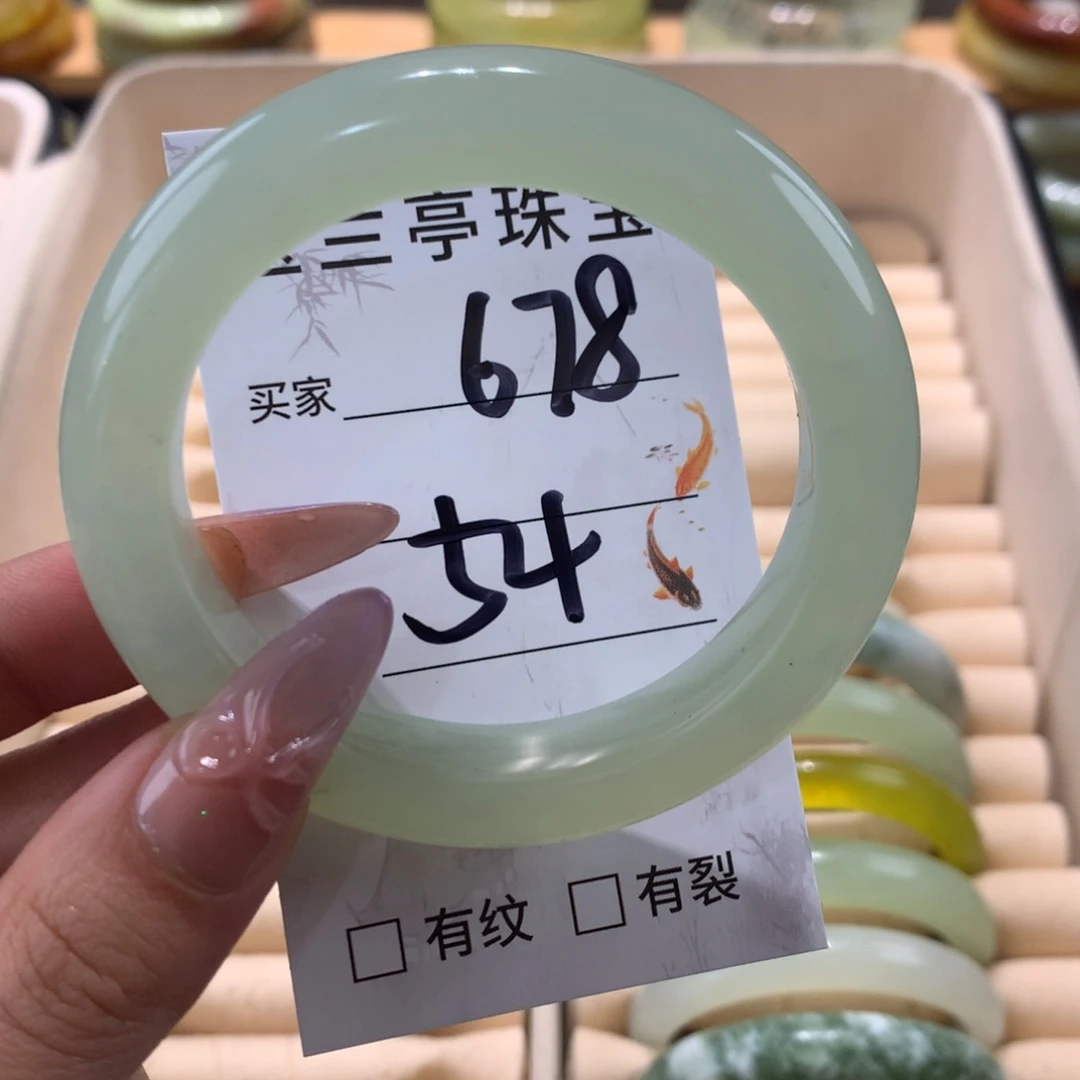 三亭珠宝
买家 678
54
□ 有纹 □ 有裂